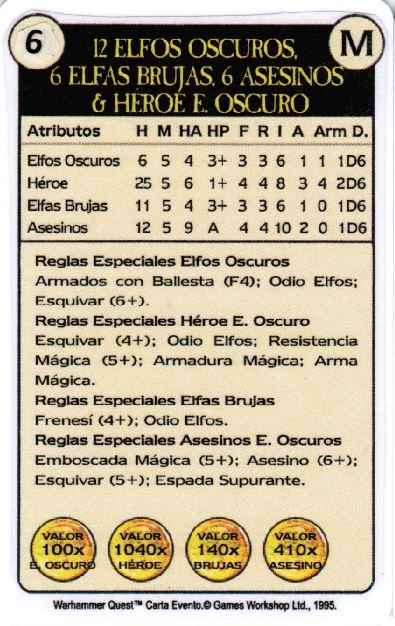 6
M
12 ELFOS OSCUROS,
6 ELFAS BRUJAS, 6 ASESINOS
& HÉROE E. OSCURO
Atributos H M HA HP F R I A Arm D.
Elfos Oscuros 6 5 4 3+ 3 3 6 1 1 1D6
Héroe 25 5 6 1+ 4 4 8 3 4 2D6
Elfas Brujas 11 5 4 3+ 3 3 6 1 0 1D6
Asesinos 12 5 9 A 4 4 10 2 0 1D6
Reglas Especiales Elfos Oscuros
Armados con Ballesta (F4); Odio Elfos;
Esquivar (6+).
Reglas Especiales Héroe E. Oscuro
Esquivar (4+); Odio Elfos; Resistencia
Mágica (5+); Armadura Mágica; Arma
Mágica.
Reglas Especiales Elfas Brujas
Frenesí (4+); Odio Elfos.
Reglas Especiales Asesinos E. Oscuros
Emboscada Mágica (5+); Asesino (6+);
Esquivar (5+); Espada Supurante.
VALOR VALOR VALOR VALOR
100x 1040x 140x 410x
E. OSCURO HÉROE BRUJAS ASESINO
Warhammer Quest™ Carta Evento.© Games Workshop Ltd., 1995.